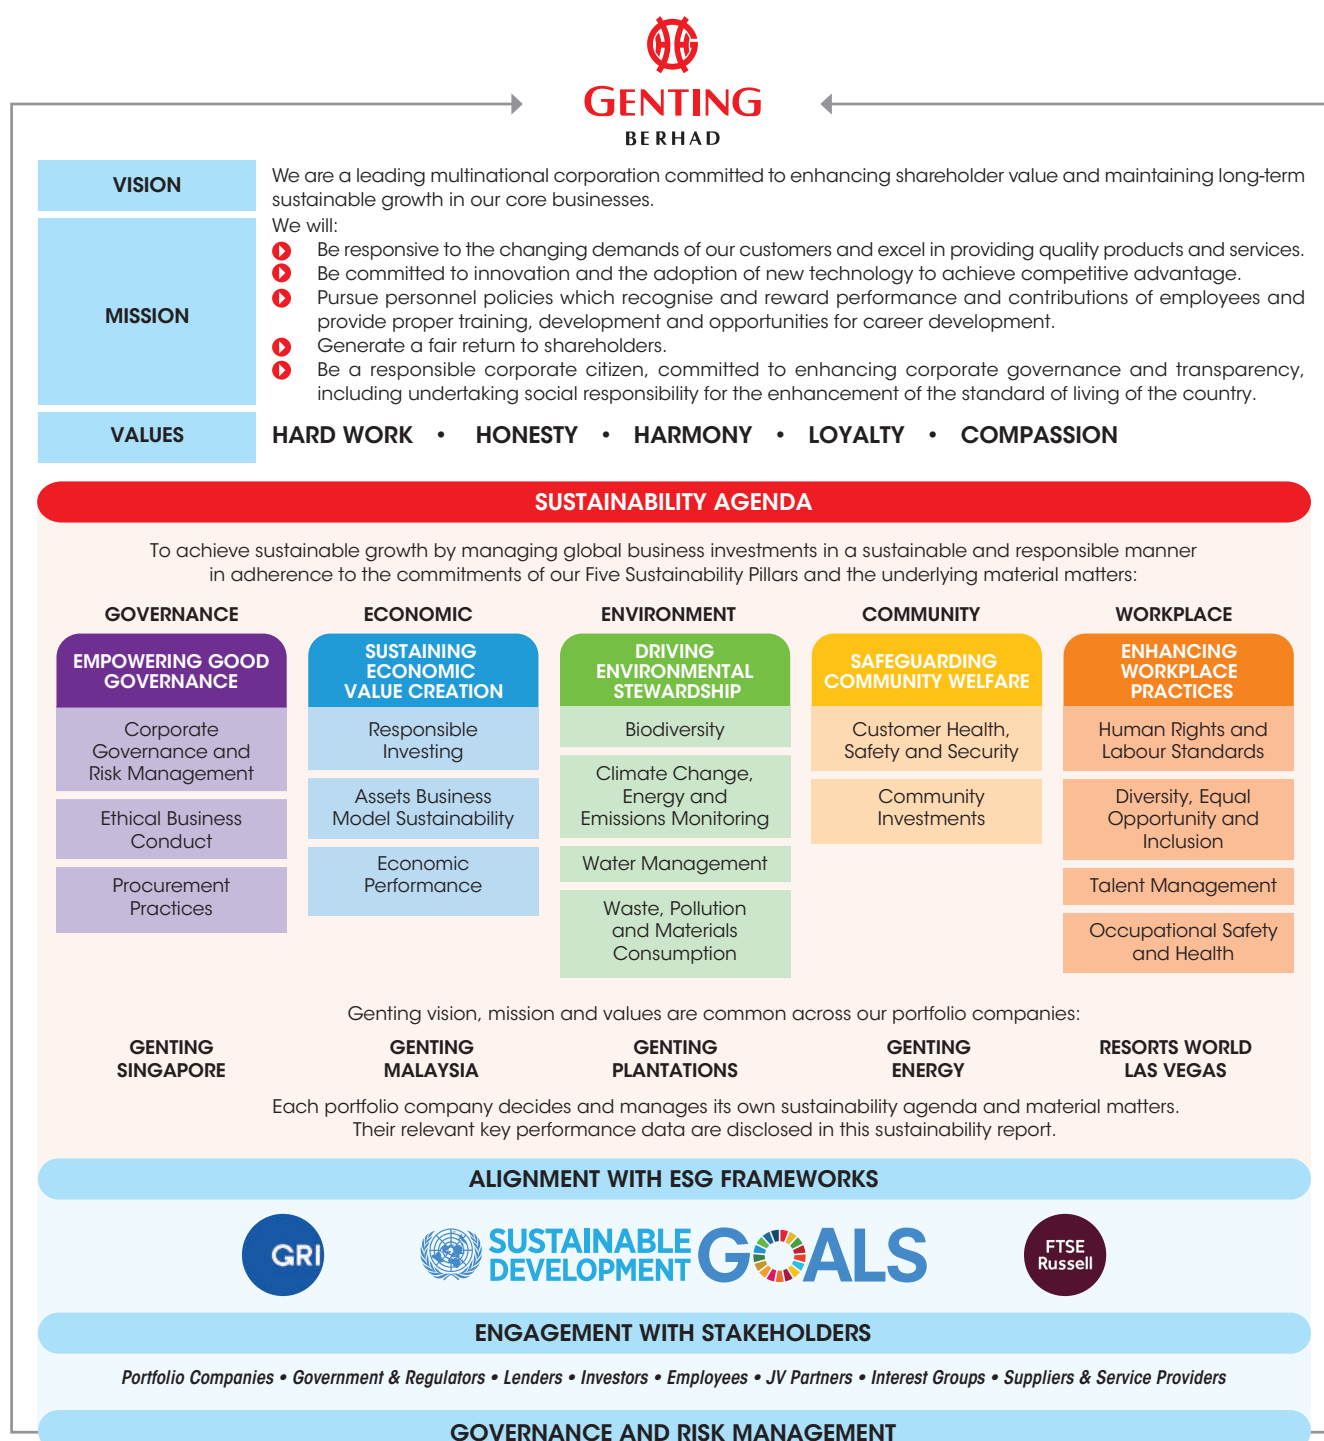 GENTING
BERHAD
VISION
We are a leading multinational corporation committed to enhancing shareholder value and maintaining long-term
sustainable growth in our core businesses.
MISSION
We will:
Be responsive to the changing demands of our customers and excel in providing quality products and services.
Be committed to innovation and the adoption of new technology to achieve competitive advantage.
Pursue personnel policies which recognise and reward performance and contributions of employees and
provide proper training, development and opportunities for career development.
Generate a fair return to shareholders.
Be a responsible corporate citizen, committed to enhancing corporate governance and transparency,
including undertaking social responsibility for the enhancement of the standard of living of the country.
VALUES
HARD WORK • HONESTY • HARMONY • LOYALTY • COMPASSION
SUSTAINABILITY AGENDA
To achieve sustainable growth by managing global business investments in a sustainable and responsible manner
in adherence to the commitments of our Five Sustainability Pillars and the underlying material matters:
GOVERNANCE
EMPOWERING GOOD
GOVERNANCE
Corporate
Governance and
Risk Management
Ethical Business
Conduct
Procurement
Practices
ECONOMIC
SUSTAINING
ECONOMIC
VALUE CREATION
Responsible
Investing
Assets Business
Model Sustainability
Economic
Performance
ENVIRONMENT
DRIVING
ENVIRONMENTAL
STEWARDSHIP
Biodiversity
Climate Change,
Energy and
Emissions Monitoring
Water Management
Waste, Pollution
and Materials
Consumption
COMMUNITY
SAFEGUARDING
COMMUNITY WELFARE
Customer Health,
Safety and Security
Community
Investments
WORKPLACE
ENHANCING
WORKPLACE
PRACTICES
Human Rights and
Labour Standards
Diversity, Equal
Opportunity and
Inclusion
Talent Management
Occupational Safety
and Health
Genting vision, mission and values are common across our portfolio companies:
GENTING
SINGAPORE
GENTING
MALAYSIA
GENTING
PLANTATIONS
GENTING
ENERGY
RESORTS WORLD
LAS VEGAS
Each portfolio company decides and manages its own sustainability agenda and material matters.
Their relevant key performance data are disclosed in this sustainability report.
ALIGNMENT WITH ESG FRAMEWORKS
GRI
SUSTAINABLE
DEVELOPMENT
GOALS
FTSE
Russell
ENGAGEMENT WITH STAKEHOLDERS
Portfolio Companies • Government & Regulators • Lenders • Investors • Employees • JV Partners • Interest Groups • Suppliers & Service Providers
GOVERNANCE AND RISK MANAGEMENT